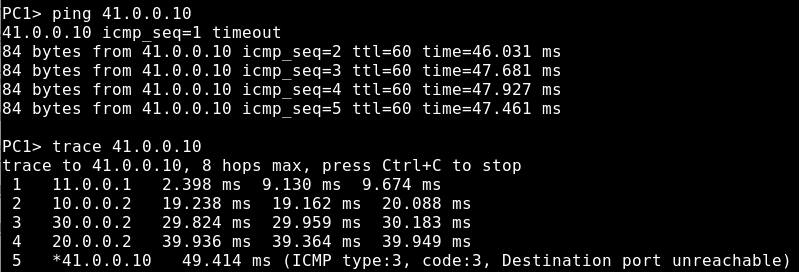 PC1> ping 41.0.0.10
41.0.0.10 icmp_seq=1 timeout
84 bytes from 41.0.0.10 icmp_seq=2 ttl=60 time=46.031 ms
84 bytes from 41.0.0.10 icmp_seq=3 ttl=60 time=47.681 ms
84 bytes from 41.0.0.10 icmp_seq=4 ttl=60 time=47.927 ms
84 bytes from 41.0.0.10 icmp_seq=5 ttl=60 time=47.461 ms
PC1> trace 41.0.0.10
trace to 41.0.0.10, 8 hops max, press Ctrl+C to stop
1   11.0.0.1   2.398 ms  9.130 ms  9.674 ms
2   10.0.0.2   19.238 ms  19.162 ms  20.088 ms
3   30.0.0.2   29.824 ms  29.959 ms  30.183 ms
4   20.0.0.2   39.936 ms  39.364 ms  39.949 ms
5   *41.0.0.10   49.414 ms (ICMP type:3, code:3, Destination port unreachable)